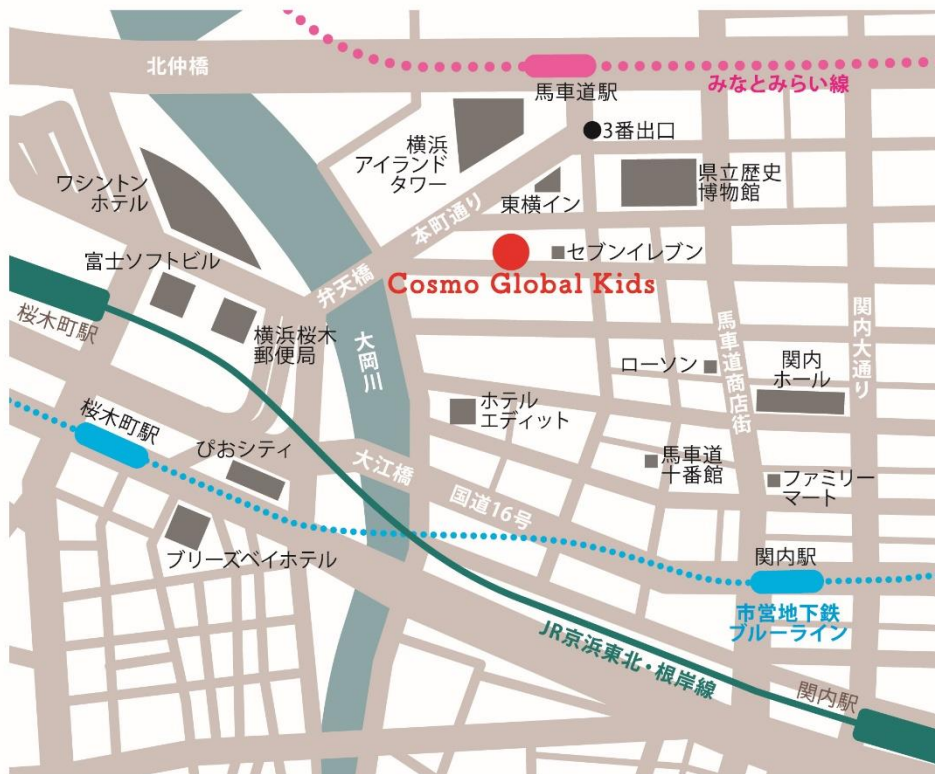 北仲橋
馬車道駅
みなとみらい線
3番出口
横浜
アイランド
タワー
県立歴史
博物館
ワシントン
ホテル
東横イン
本町通り
セブンイレブン
富士ソフトビル
弁天橋
Cosmo Global Kids
桜木町駅
横浜桜木
郵便局
大岡川
馬車道商店街
関内大通り
ローソン
関内
ホール
桜木町駅
ホテル
エディット
ぴおシティ
大江橋
馬車道
十番館
国道16号
ファミリー
マート
ブリーズベイホテル
関内駅
市営地下鉄
ブルーライン
JR京浜東北・根岸線
関内駅